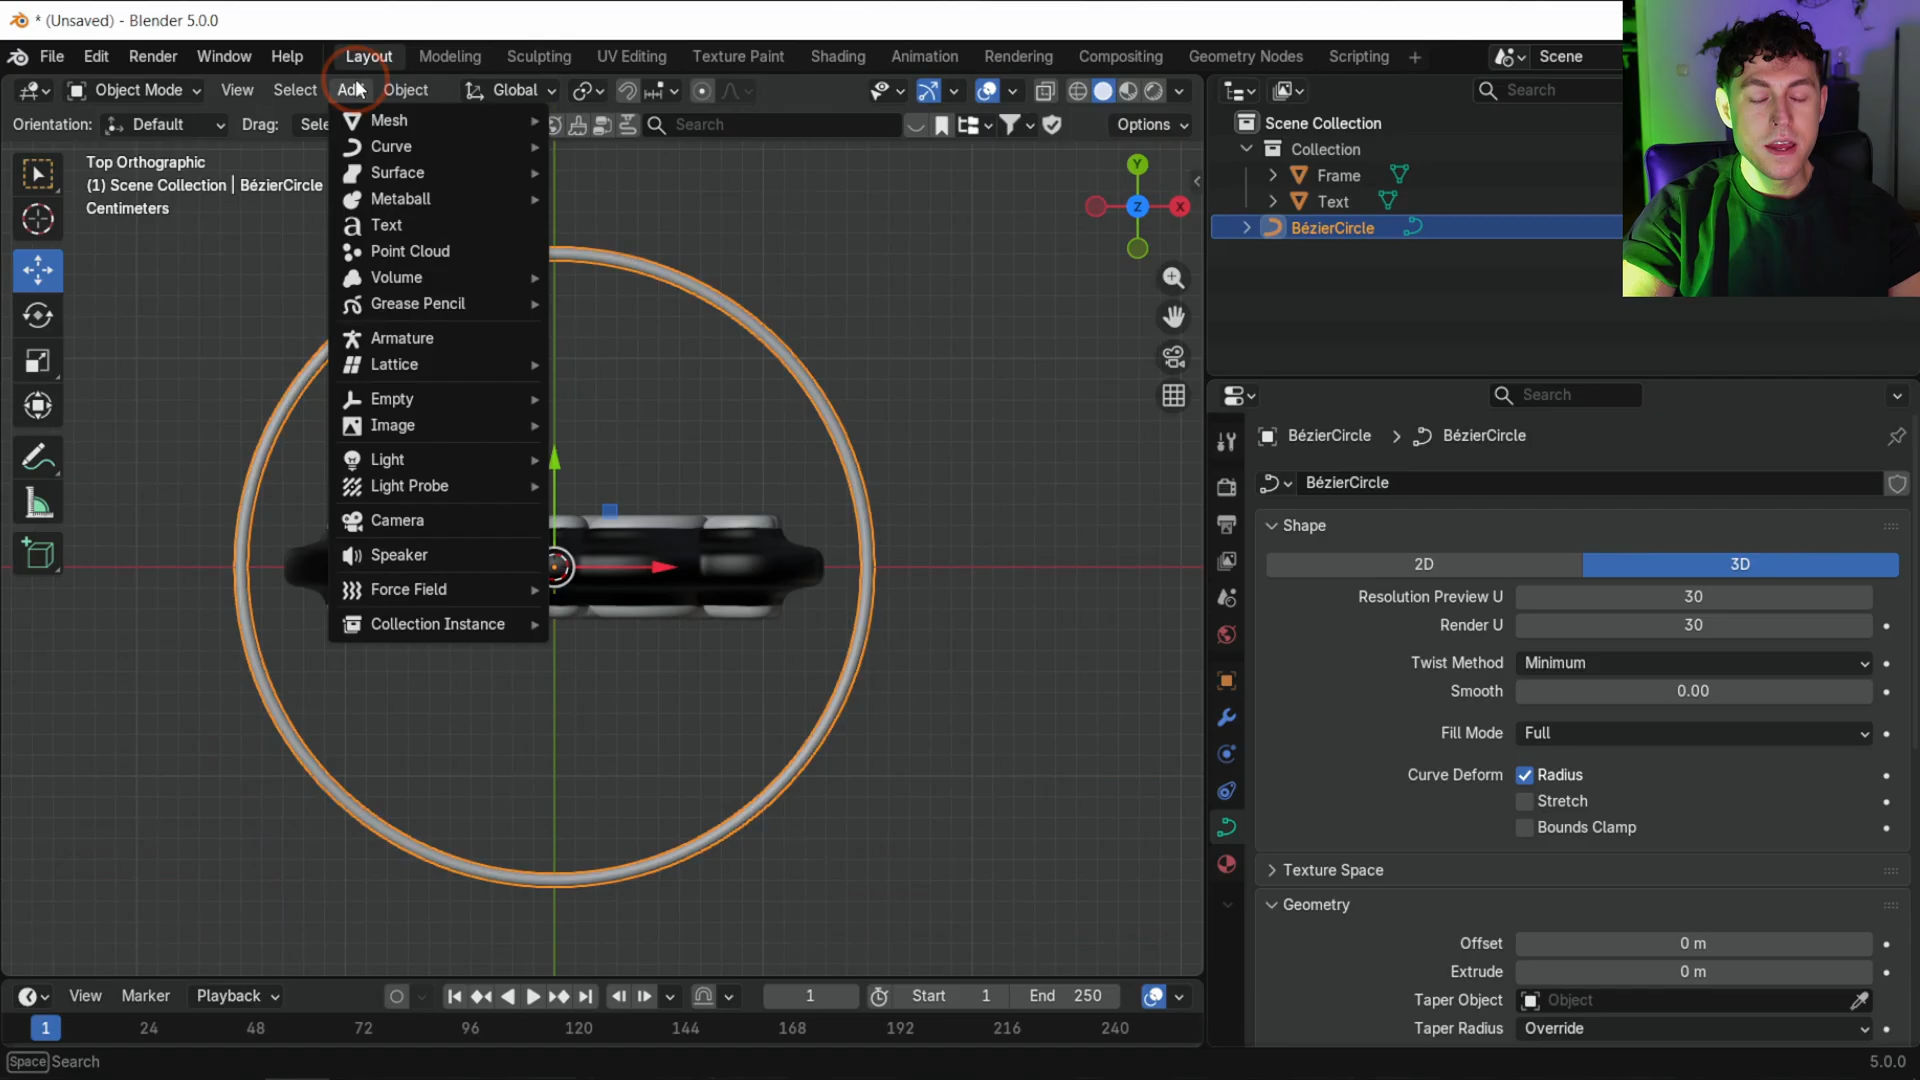 * (Unsaved) - Blender 5.0.0
File Edit Render Window Help Layout Modeling Sculpting UV Editing Texture Paint Shading Animation Rendering Compositing Geometry Nodes Scripting + Scene
Object Mode View Select Add Object Global Search
Orientation: Default Drag: Sele Search Options
Top Orthographic
(1) Scene Collection | BézierCircle
Centimeters
Mesh
Curve
Surface
Metaball
Text
Point Cloud
Volume
Grease Pencil
Armature
Lattice
Empty
Image
Light
Light Probe
Camera
Speaker
Force Field
Collection Instance
Y
Z
X
Scene Collection
Collection
Frame
Text
BézierCircle
Search
BézierCircle > BézierCircle
BézierCircle
Shape
2D 3D
Resolution Preview U 30
Render U 30
Twist Method Minimum
Smooth 0.00
Fill Mode Full
Curve Deform Radius
Stretch
Bounds Clamp
Texture Space
Geometry
Offset 0 m
Extrude 0 m
Taper Object Object
Taper Radius Override
View Marker Playback 1 Start 1 End 250
1 24 48 72 96 120 144 168 192 216 240
Space Search 5.0.0